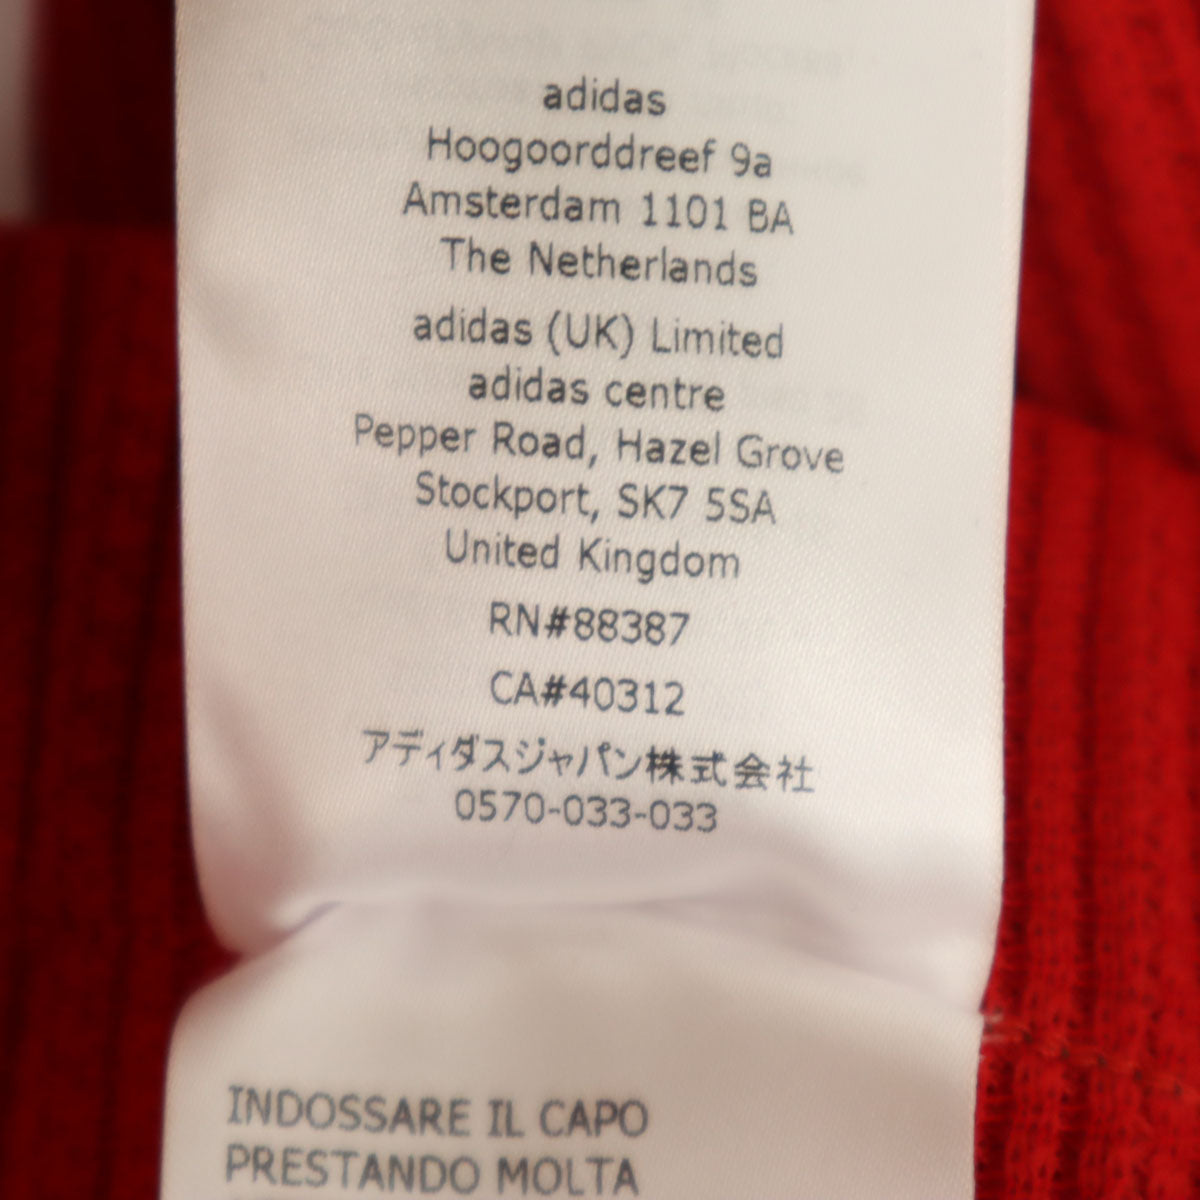 adidas
Hoogoorddreef 9a
Amsterdam 1101 BA
The Netherlands
adidas (UK) Limited
adidas centre
Pepper Road, Hazel Grove
Stockport, SK7 5SA
United Kingdom
RN#88387
CA#40312
アディダスジャパン株式会社
0570-033-033
INDOSSARE IL CAPO
PRESTANDO MOLTA